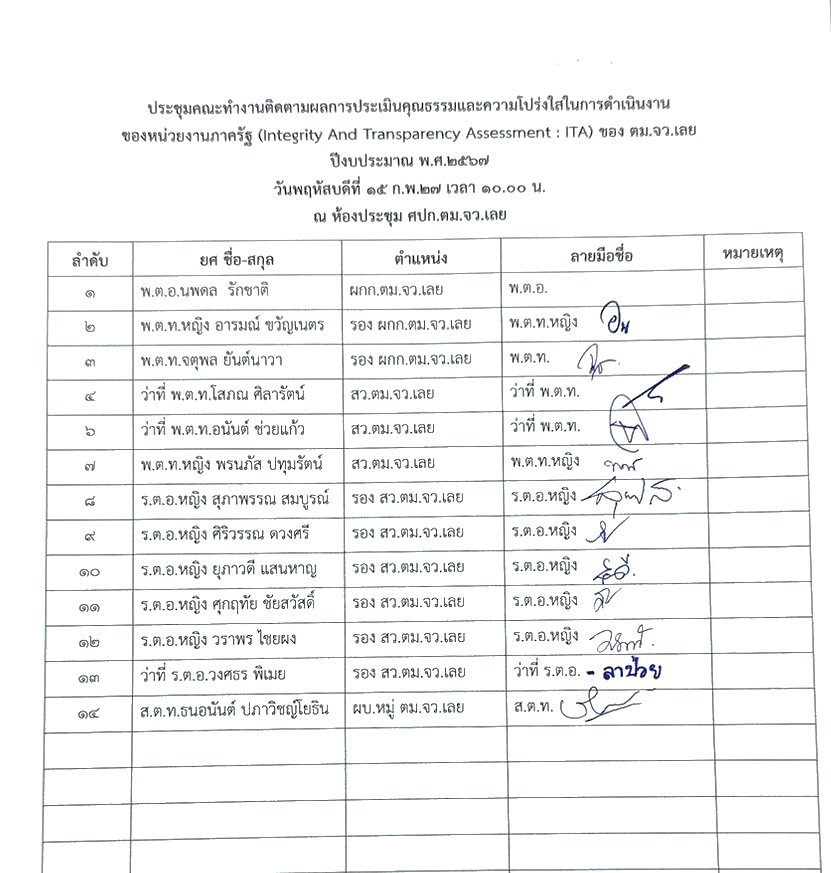 ประชุมคณะทำงานติดตามผลการประเมินคุณธรรมและความโปร่งใสในการดำเนินงาน
ของหน่วยงานภาครัฐ (Integrity And Transparency Assessment : ITA) ของ ตม.จว.เลย
ปีงบประมาณ พ.ศ.๒๕๖๗
วันพฤหัสบดีที่ ๑๕ ก.พ.๒๗ เวลา ๑๐.๐๐ น.
ณ ห้องประชุม ศปก.ตม.จว.เลย
ลำดับ ยศ ชื่อ-สกุล ตำแหน่ง ลายมือชื่อ หมายเหตุ
๑ พ.ต.อ.นพดล รักชาติ ผกก.ตม.จว.เลย พ.ต.อ.
๒ พ.ต.ท.หญิง อารมณ์ ขวัญเนตร รอง ผกก.ตม.จว.เลย พ.ต.ท.หญิง
๓ พ.ต.ท.จตุพล ยันต์นาวา รอง ผกก.ตม.จว.เลย พ.ต.ท.
๔ ว่าที่ พ.ต.ท.โสภณ ศิลารัตน์ สว.ตม.จว.เลย ว่าที่ พ.ต.ท.
๖ ว่าที่ พ.ต.ท.อนันต์ ช่วยแก้ว สว.ตม.จว.เลย ว่าที่ พ.ต.ท.
๗ พ.ต.ท.หญิง พรนภัส ปทุมรัตน์ สว.ตม.จว.เลย พ.ต.ท.หญิง
๘ ร.ต.อ.หญิง สุภาพรรณ สมบูรณ์ รอง สว.ตม.จว.เลย ร.ต.อ.หญิง
๙ ร.ต.อ.หญิง ศิริวรรณ ดวงศรี รอง สว.ตม.จว.เลย ร.ต.อ.หญิง
๑๐ ร.ต.อ.หญิง ยุภาวดี แสนหาญ รอง สว.ตม.จว.เลย ร.ต.อ.หญิง
๑๑ ร.ต.อ.หญิง ศุกฤทัย ชัยสวัสดิ์ รอง สว.ตม.จว.เลย ร.ต.อ.หญิง
๑๒ ร.ต.อ.หญิง วราพร ไชยผง รอง สว.ตม.จว.เลย ร.ต.อ.หญิง
๑๓ ว่าที่ ร.ต.อ.วงศธร พิเมย รอง สว.ตม.จว.เลย ว่าที่ ร.ต.อ. - ลาป่วย
๑๔ ส.ต.ท.ธนอนันต์ ปภาวิชญ์โยธิน ผบ.หมู่ ตม.จว.เลย ส.ต.ท.